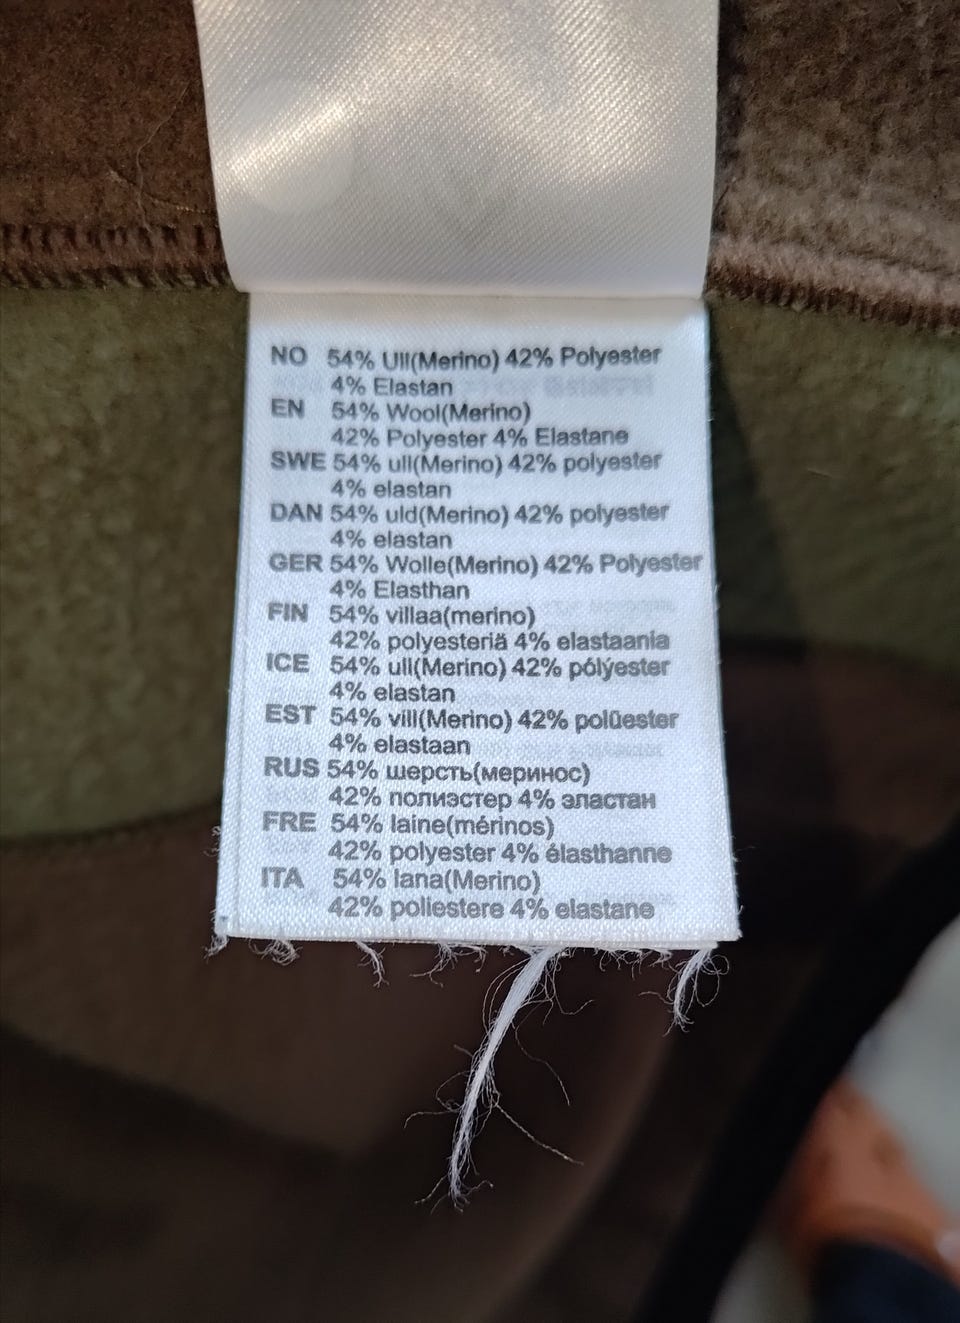 NO 54% Ull(Merino) 42% Polyester
4% Elastan
EN 54% Wool(Merino)
42% Polyester 4% Elastane
SWE 54% ull(Merino) 42% polyester
4% elastan
DAN 54% uld(Merino) 42% polyester
4% elastan
GER 54% Wolle(Merino) 42% Polyester
4% Elasthan
FIN 54% villaa(merino)
42% polyesteriä 4% elastaania
ICE 54% ull(Merino) 42% pólýester
4% elastan
EST 54% vill(Merino) 42% polüester
4% elastaan
RUS 54% шерсть(меринос)
42% полиэстер 4% эластан
FRE 54% laine(mérinos)
42% polyester 4% élasthanne
ITA 54% lana(Merino)
42% poliestere 4% elastane